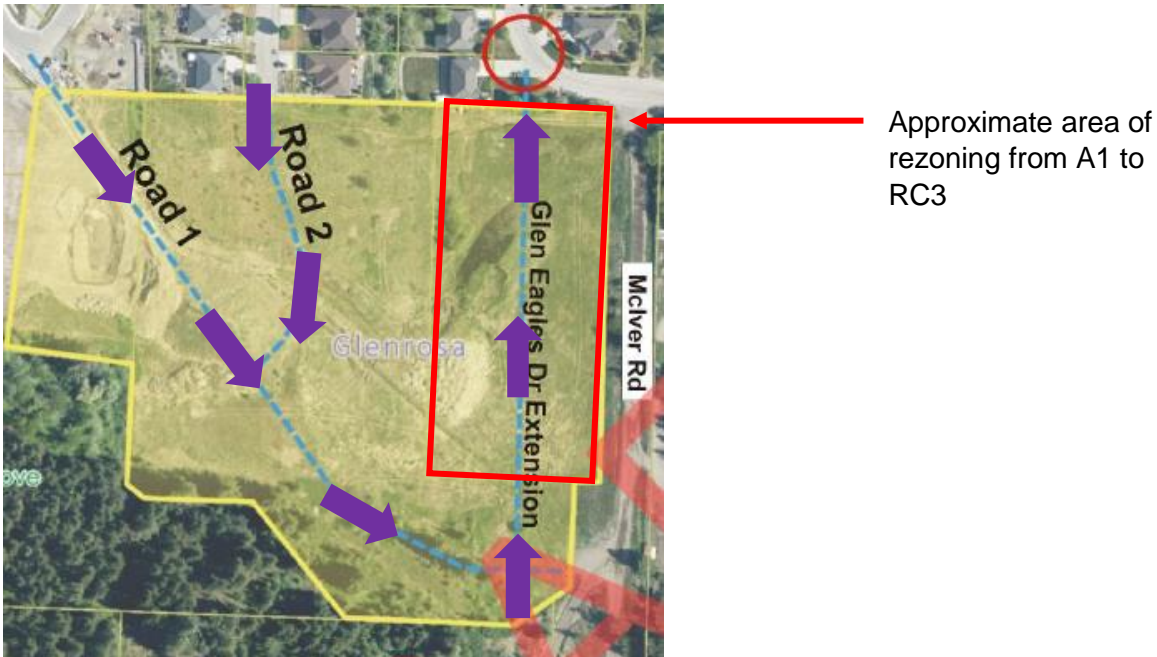 Road 1
Road 2
Glenrosa
Glen Eagles Dr Extension
McIver Rd
ove
Approximate area of
rezoning from A1 to
RC3